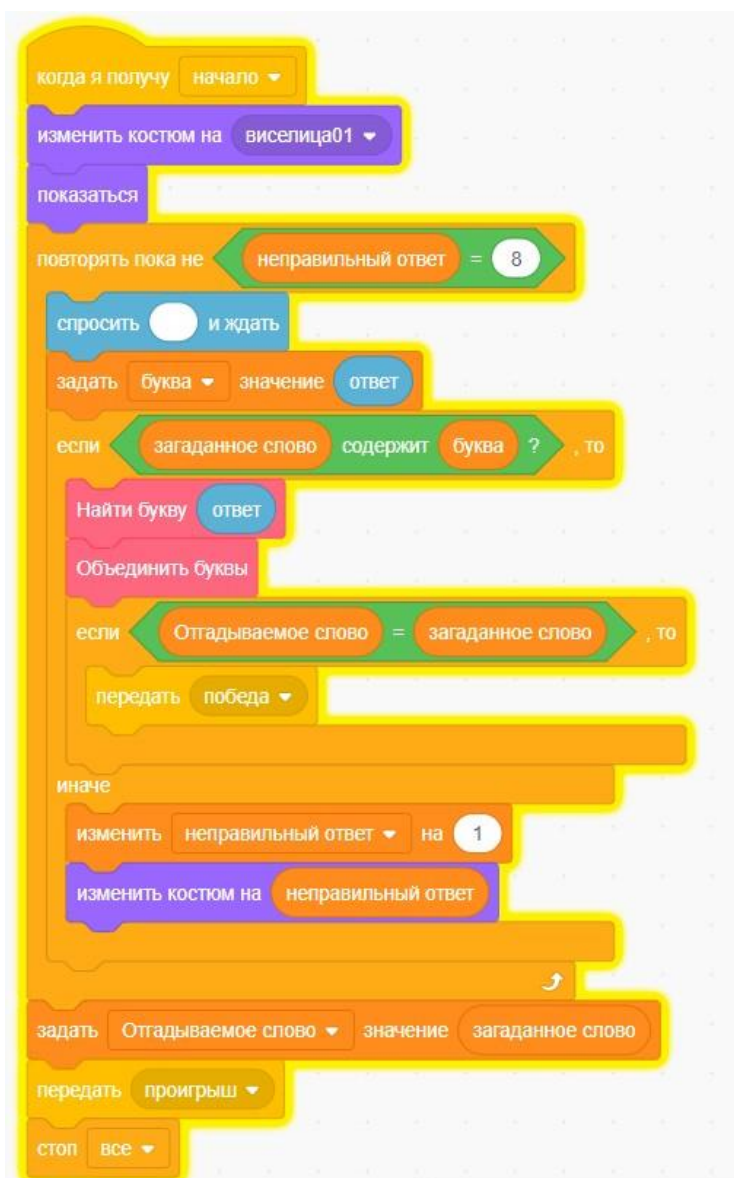 когда я получу начало
изменить костюм на виселица01
показаться
повторять пока не неправильный ответ = 8
спросить и ждать
задать буква значение ответ
если загаданное слово содержит буква ? , то
Найти букву ответ
Объединить буквы
если Отгадываемое слово = загаданное слово , то
передать победа
иначе
изменить неправильный ответ на 1
изменить костюм на неправильный ответ
задать Отгадываемое слово значение загаданное слово
передать проигрыш
стоп все